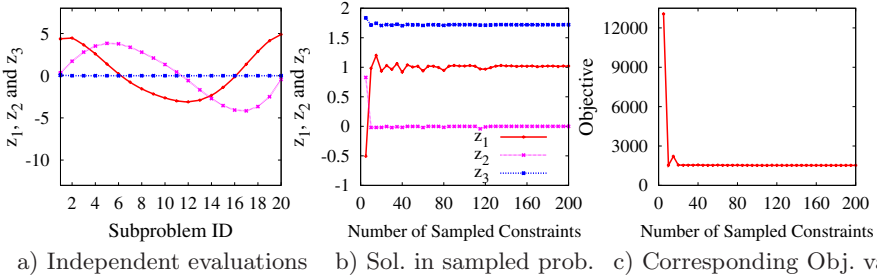 z1, z2 and z3
5
0
-5
-10
2 4 6 8 10 12 14 16 18 20
Subproblem ID
a) Independent evaluations
z1, z2 and z3
2
1.5
1
0.5
0
-0.5
-1
z1
z2
z3
0 40 80 120 160 200
Number of Sampled Constraints
b) Sol. in sampled prob.
Objective
12000
9000
6000
3000
0
0 40 80 120 160 200
Number of Sampled Constraints
c) Corresponding Obj. va